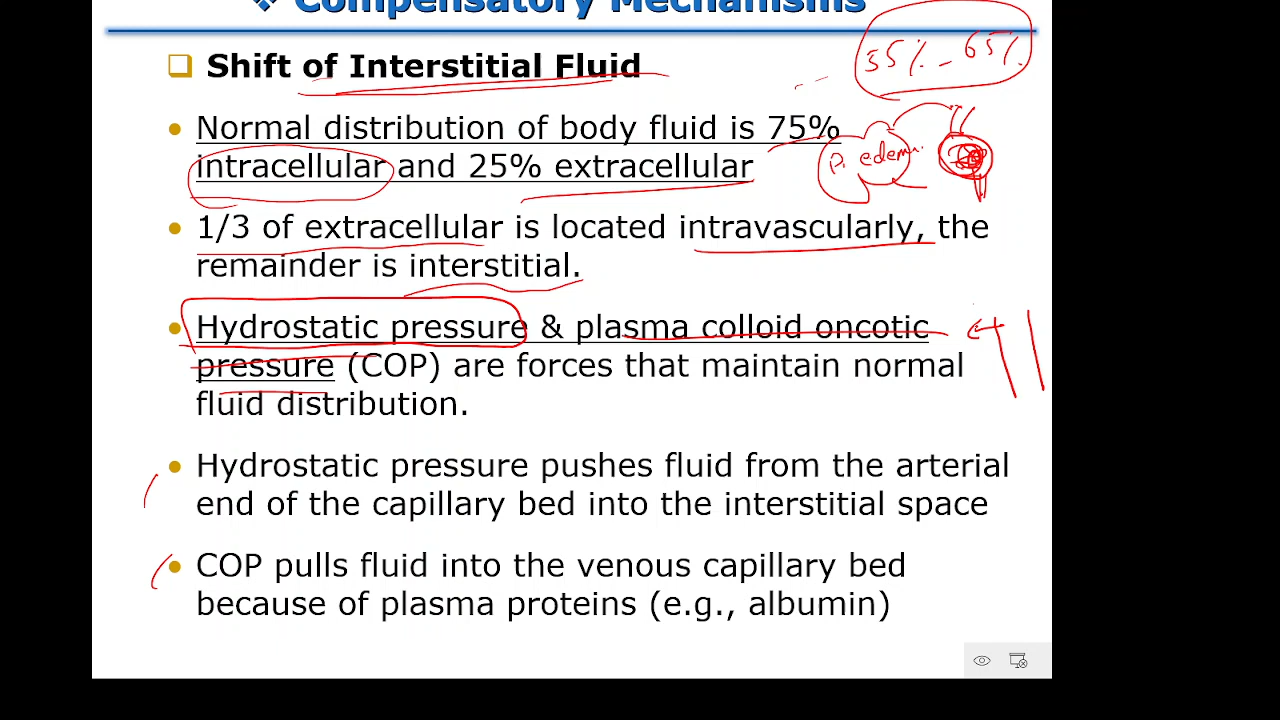 ❖ Compensatory Mechanisms
55% - 65%
❑ Shift of Interstitial Fluid
• Normal distribution of body fluid is 75%
intracellular and 25% extracellular
P. edem
• 1/3 of extracellular is located intravascularly, the
remainder is interstitial.
• Hydrostatic pressure & plasma colloid oncotic
pressure (COP) are forces that maintain normal
fluid distribution.
• Hydrostatic pressure pushes fluid from the arterial
end of the capillary bed into the interstitial space
• COP pulls fluid into the venous capillary bed
because of plasma proteins (e.g., albumin)